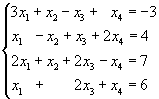 3x₁ + x₂ − x₃ + x₄ = −3
x₁ − x₂ + x₃ + 2x₄ = 4
2x₁ + x₂ + 2x₃ − x₄ = 7
x₁ + 2x₃ + x₄ = 6